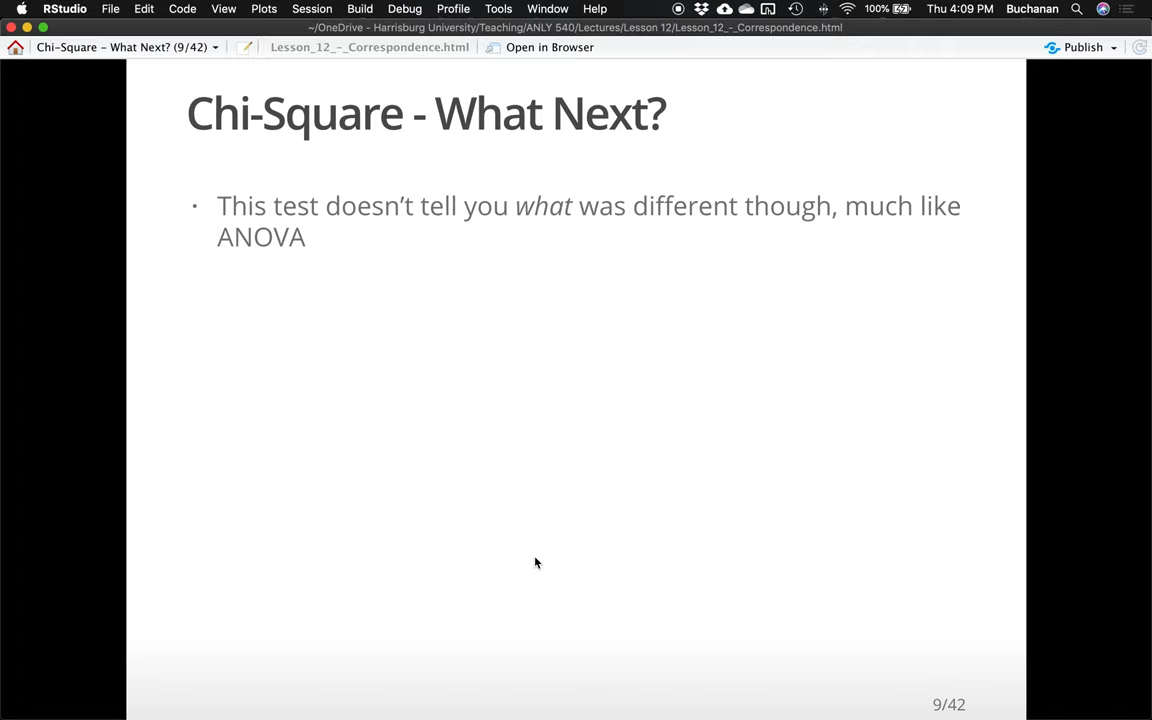 RStudio File Edit Code View Plots Session Build Debug Profile Tools Window Help 100% Thu 4:09 PM Buchanan
~/OneDrive - Harrisburg University/Teaching/ANLY 540/Lectures/Lesson 12/Lesson_12_-_Correspondence.html
Chi-Square - What Next? (9/42) Lesson_12_-_Correspondence.html Open in Browser Publish
Chi-Square - What Next?
· This test doesn't tell you what was different though, much like
ANOVA
9/42